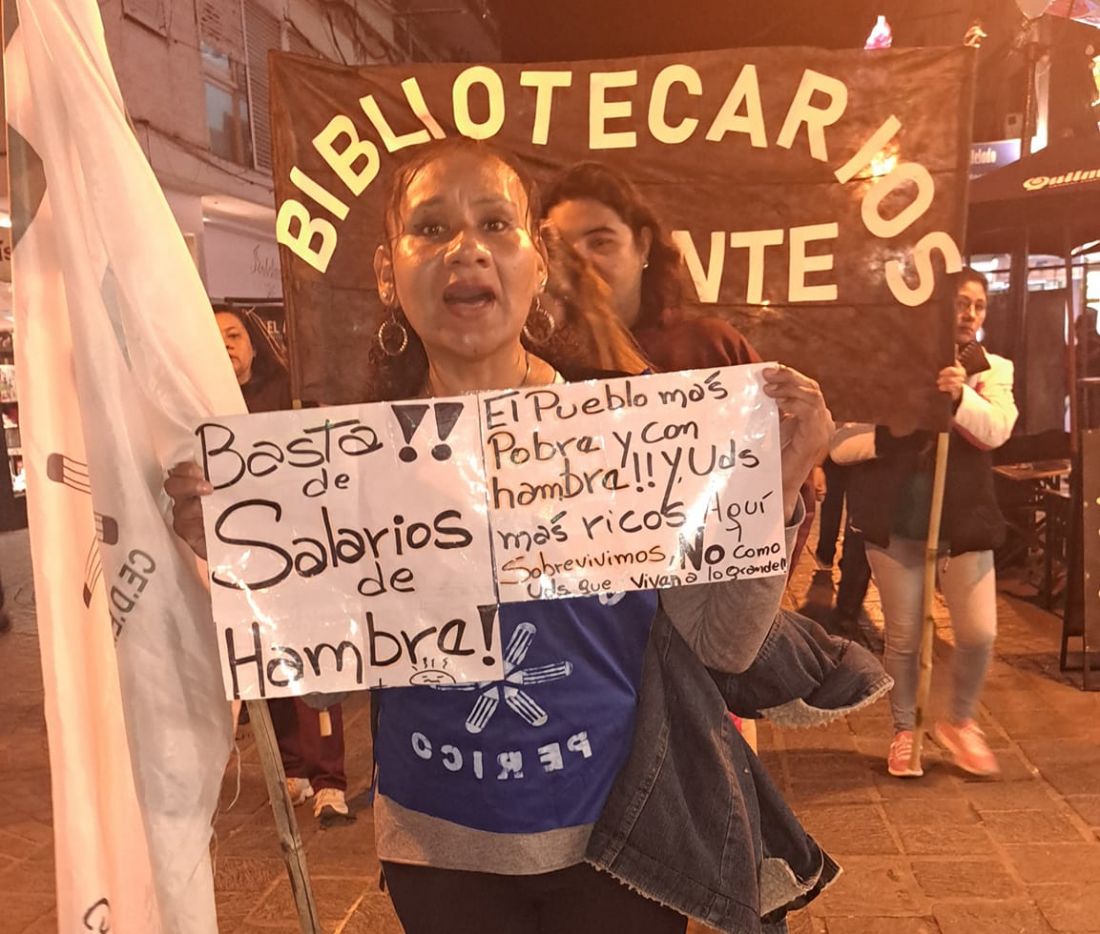 BIBLIOTECARIOS
NTE
Basta!!
de
Salarios
de
Hambre!
El Pueblo más
Pobre y con
hambre!! y Uds
más ricos. Aquí
Sobrevivimos, No como
Uds que viven a lo Grande!!
PERICO